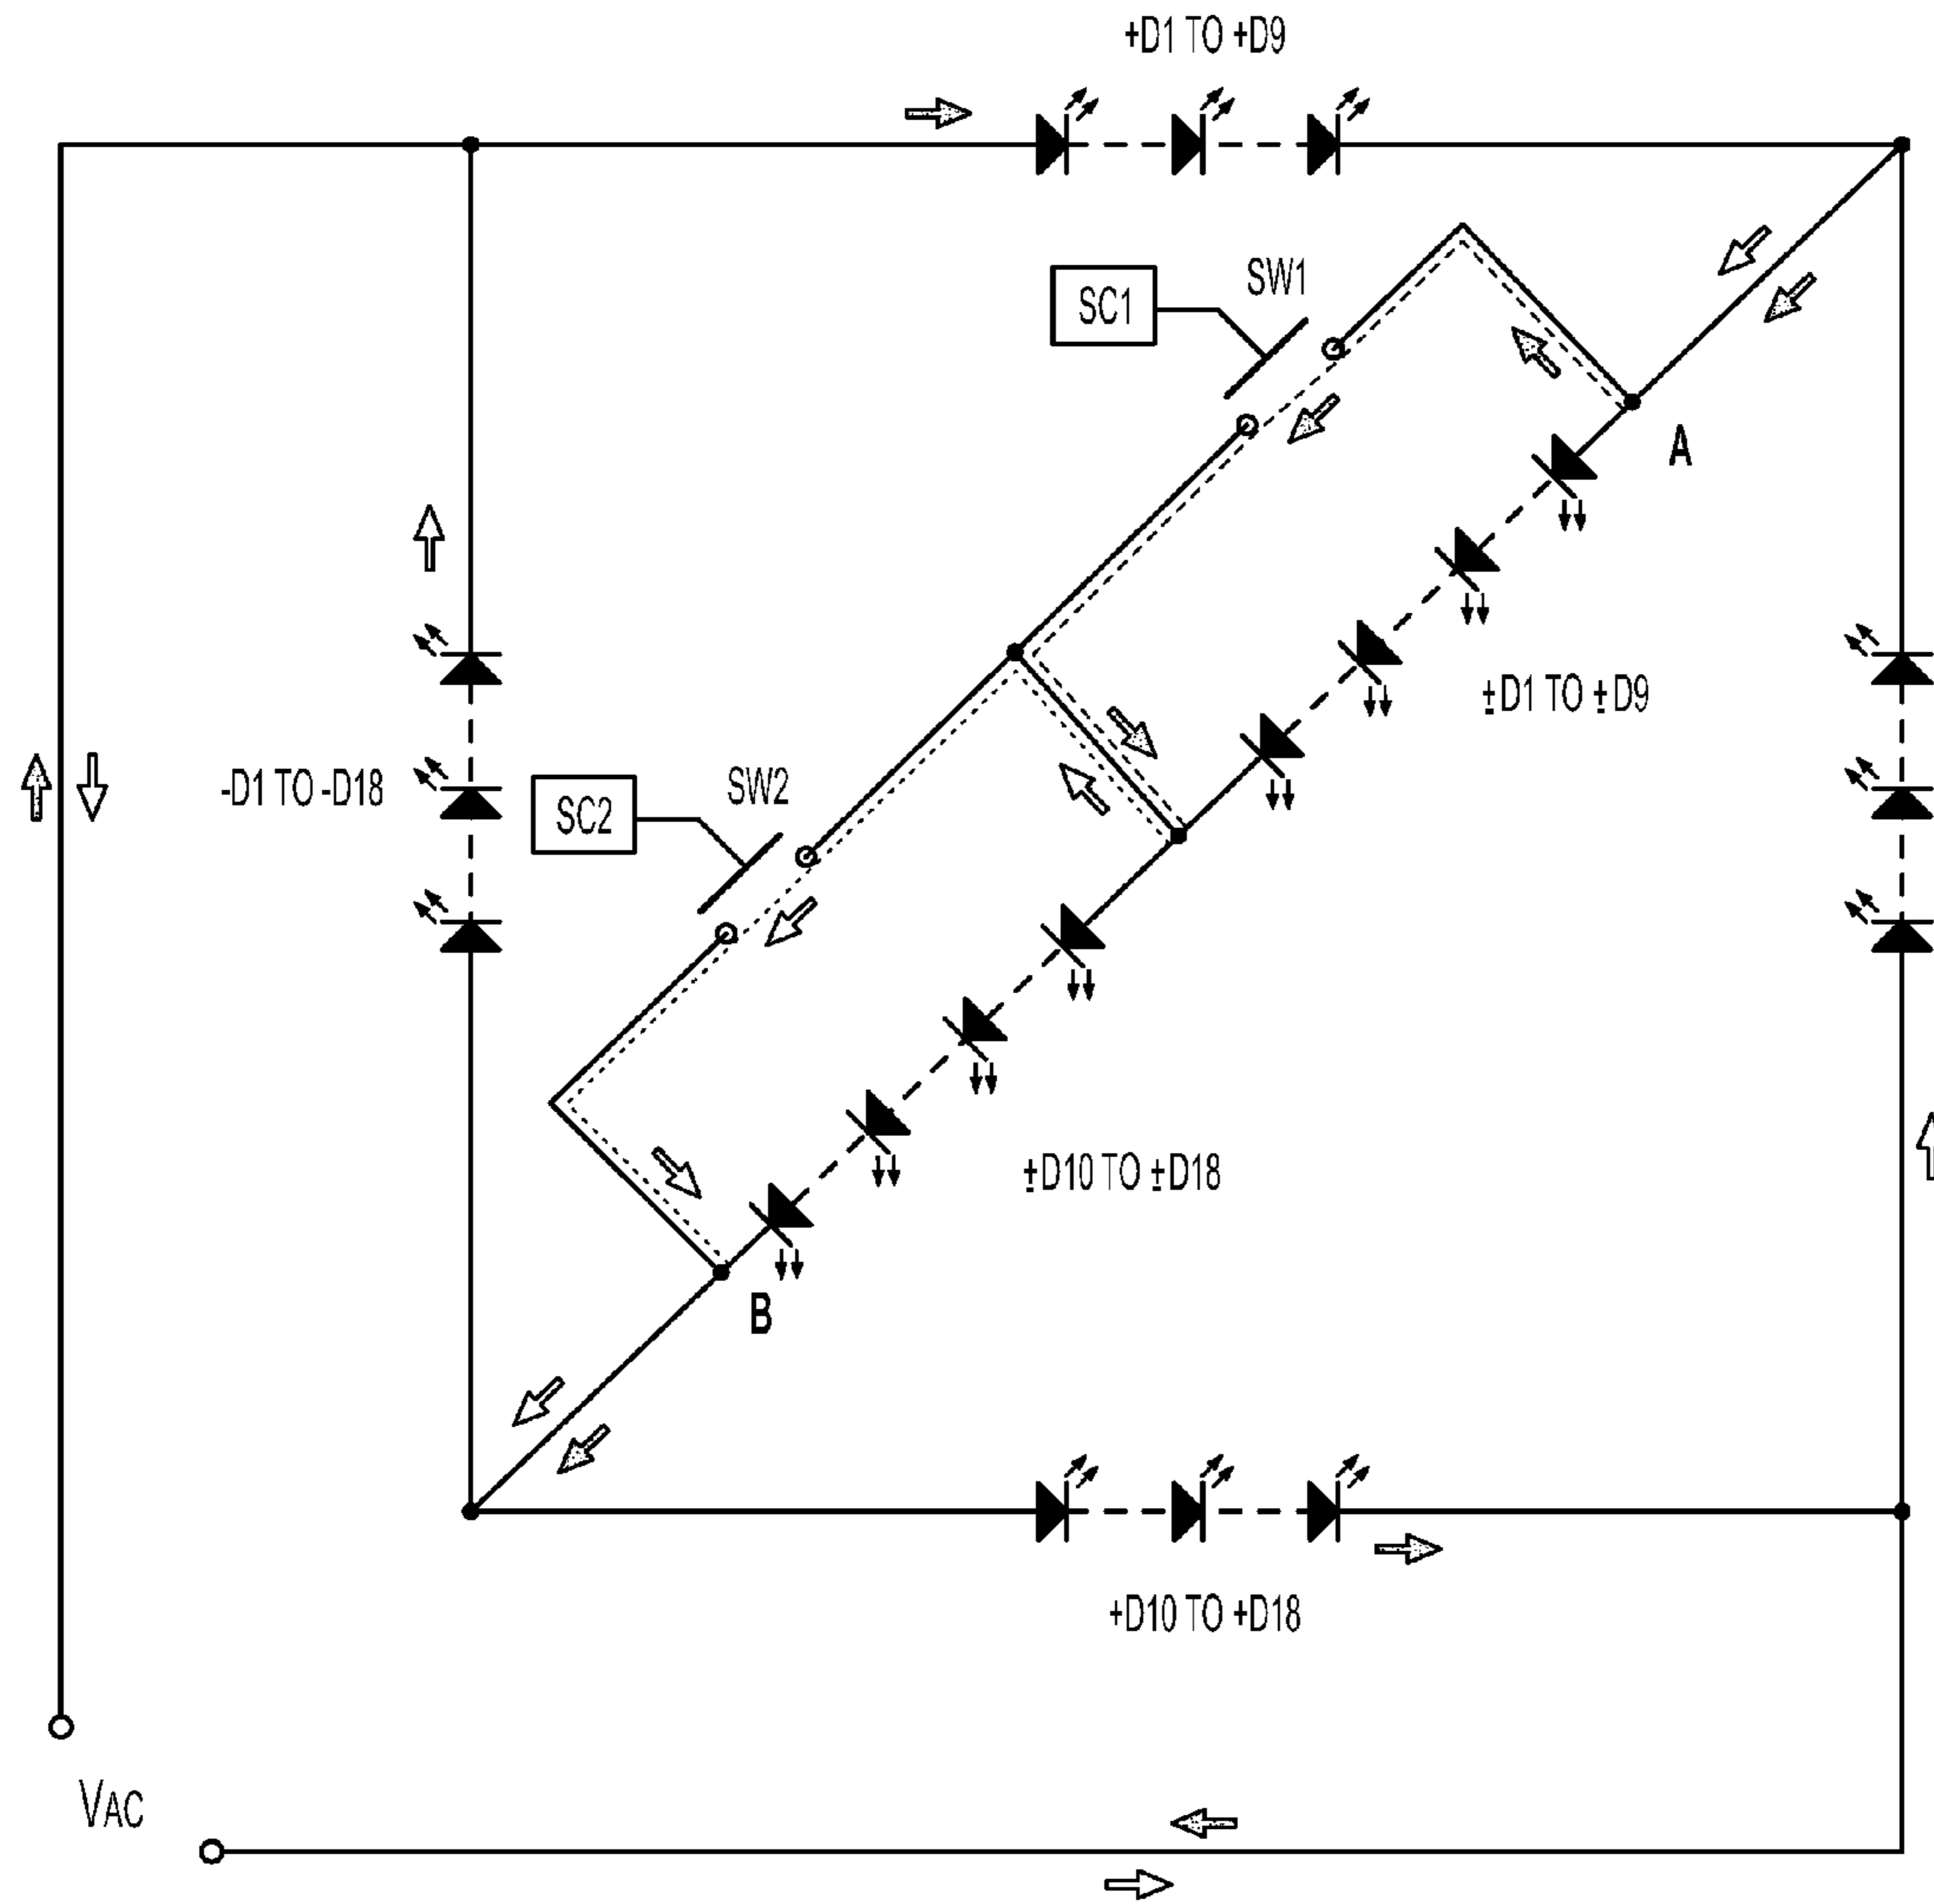 +D1 TO +D9
SW1
SC1
A
±D1 TO ±D9
-D1 TO -D18
SW2
SC2
±D10 TO ±D18
B
+D10 TO +D18
VAC